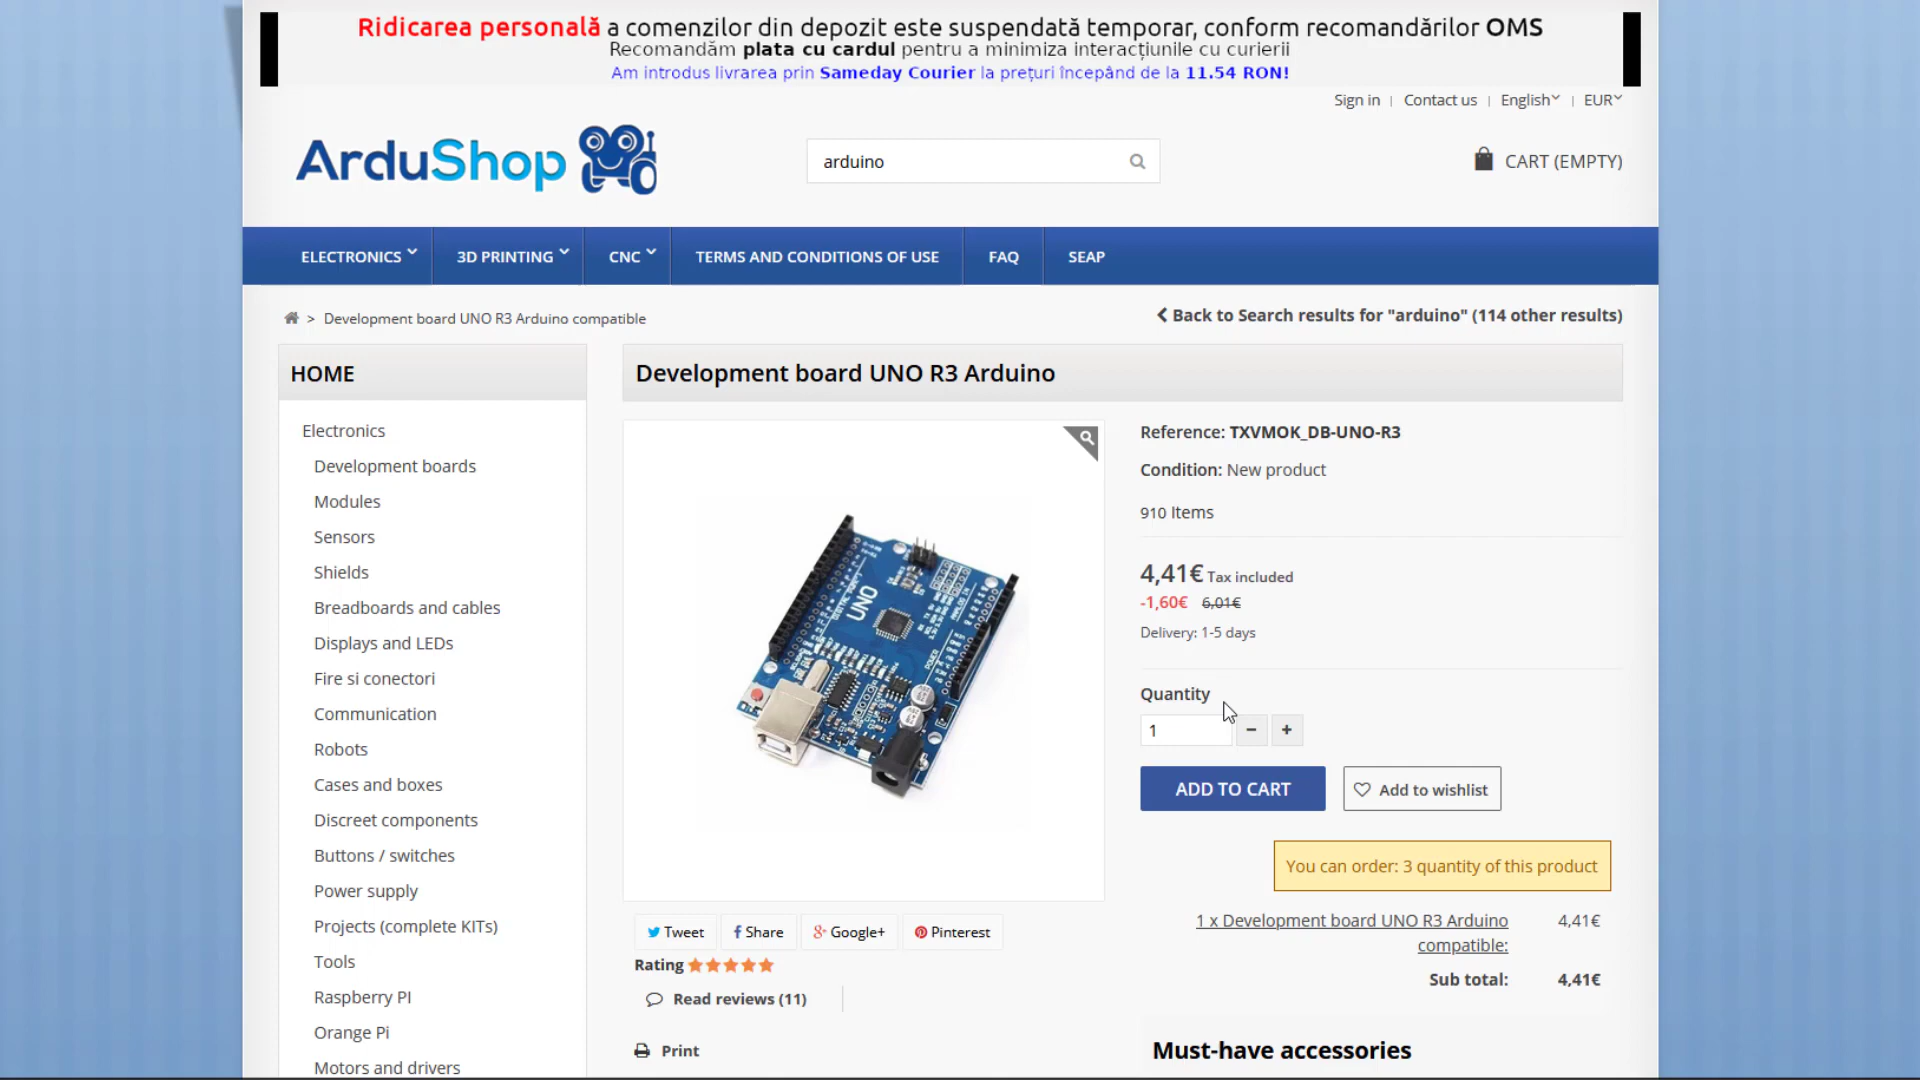 Ridicarea personală a comenzilor din depozit este suspendată temporar, conform recomandărilor OMS
Recomandăm plata cu cardul pentru a minimiza interacțiunile cu curierii
Am introdus livrarea prin Sameday Courier la prețuri începând de la 11.54 RON!
Sign in | Contact us | English | EUR
ArduShop
arduino
CART (EMPTY)
ELECTRONICS
3D PRINTING
CNC
TERMS AND CONDITIONS OF USE
FAQ
SEAP
> Development board UNO R3 Arduino compatible
Back to Search results for "arduino" (114 other results)
HOME
Electronics
Development boards
Modules
Sensors
Shields
Breadboards and cables
Displays and LEDs
Fire si conectori
Communication
Robots
Cases and boxes
Discreet components
Buttons / switches
Power supply
Projects (complete KITs)
Tools
Raspberry PI
Orange Pi
Motors and drivers
Development board UNO R3 Arduino
UNO
Tweet
Share
Google+
Pinterest
Rating
Read reviews (11)
Print
Reference: TXVMOK_DB-UNO-R3
Condition: New product
910 Items
4,41€ Tax included
-1,60€ 6,01€
Delivery: 1-5 days
Quantity
1 − +
ADD TO CART
Add to wishlist
You can order: 3 quantity of this product
1 x Development board UNO R3 Arduino 4,41€
compatible:
Sub total: 4,41€
Must-have accessories